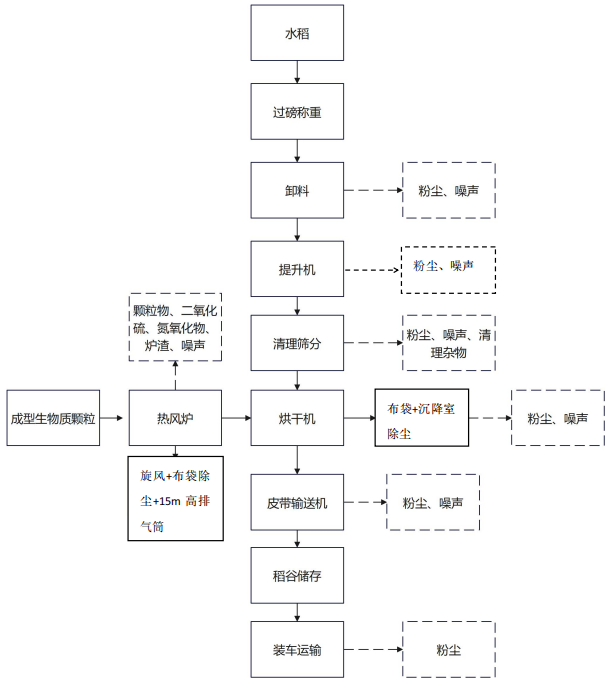 水稻
过磅称重
卸料
粉尘、噪声
提升机
粉尘、噪声
颗粒物、二氧化
硫、氮氧化物、
炉渣、噪声
清理筛分
粉尘、噪声、清
理杂物
成型生物质颗粒
热风炉
烘干机
布袋+沉降室
除尘
粉尘、噪声
旋风+布袋除
尘+15m 高排
气筒
皮带输送机
粉尘、噪声
稻谷储存
装车运输
粉尘